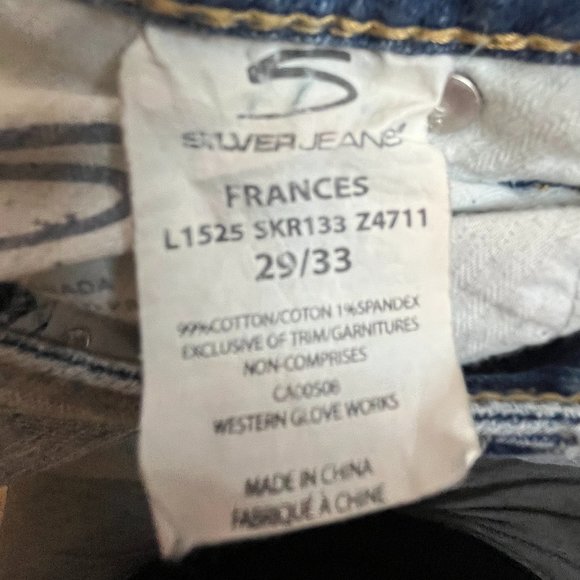 SILVER JEANS
FRANCES
L1525 SKR133 Z4711
29/33
99%COTTON/COTON 1%SPANDEX
EXCLUSIVE OF TRIM/GARNITURES
NON-COMPRISES
CA00506
WESTERN GLOVE WORKS
MADE IN CHINA
FABRIQUÉ À CHINE